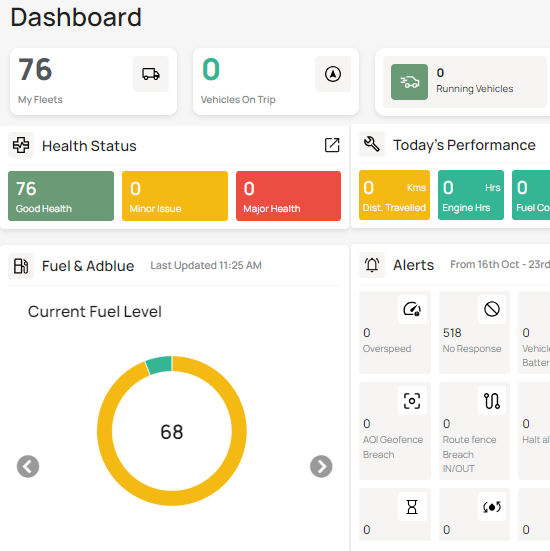 Dashboard
76
My Fleets
0
Vehicles On Trip
0
Running Vehicles
Health Status
76
Good Health
0
Minor Issue
0
Major Health
Today's Performance
0 Kms
Dist. Travelled
0 Hrs
Engine Hrs
0
Fuel Co
Fuel & Adblue Last Updated 11:25 AM
Current Fuel Level
68
Alerts From 16th Oct - 23rd
0
Overspeed
518
No Response
0
Vehicle
Batter
0
AOI Geofence
Breach
0
Route fence
Breach
IN/OUT
0
Halt al
0
0
0